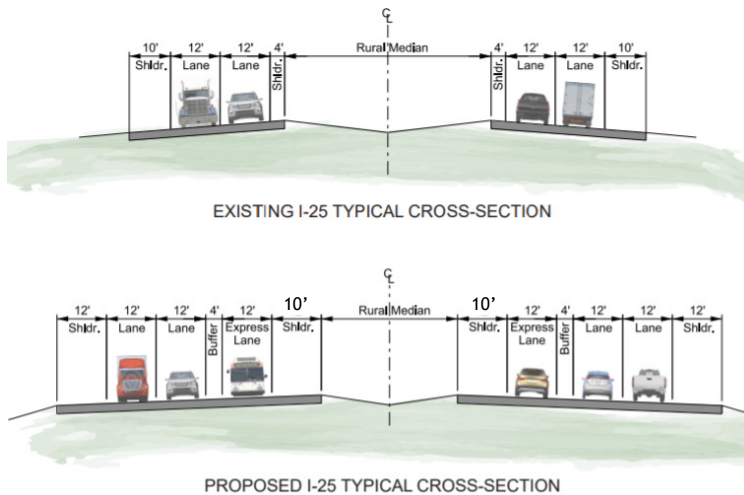 ℄
10' 12' 12' 4' Rural Median 4' 12' 12' 10'
Shldr. Lane Lane Shldr. Shldr. Lane Lane Shldr.
EXISTING I-25 TYPICAL CROSS-SECTION
℄
12' 12' 12' 4' 12' 10’ Rural Median 10’ 12' 4' 12' 12' 12'
Shldr. Lane Lane Buffer Express Lane Shldr. Shldr. Express Lane Buffer Lane Lane Shldr.
PROPOSED I-25 TYPICAL CROSS-SECTION